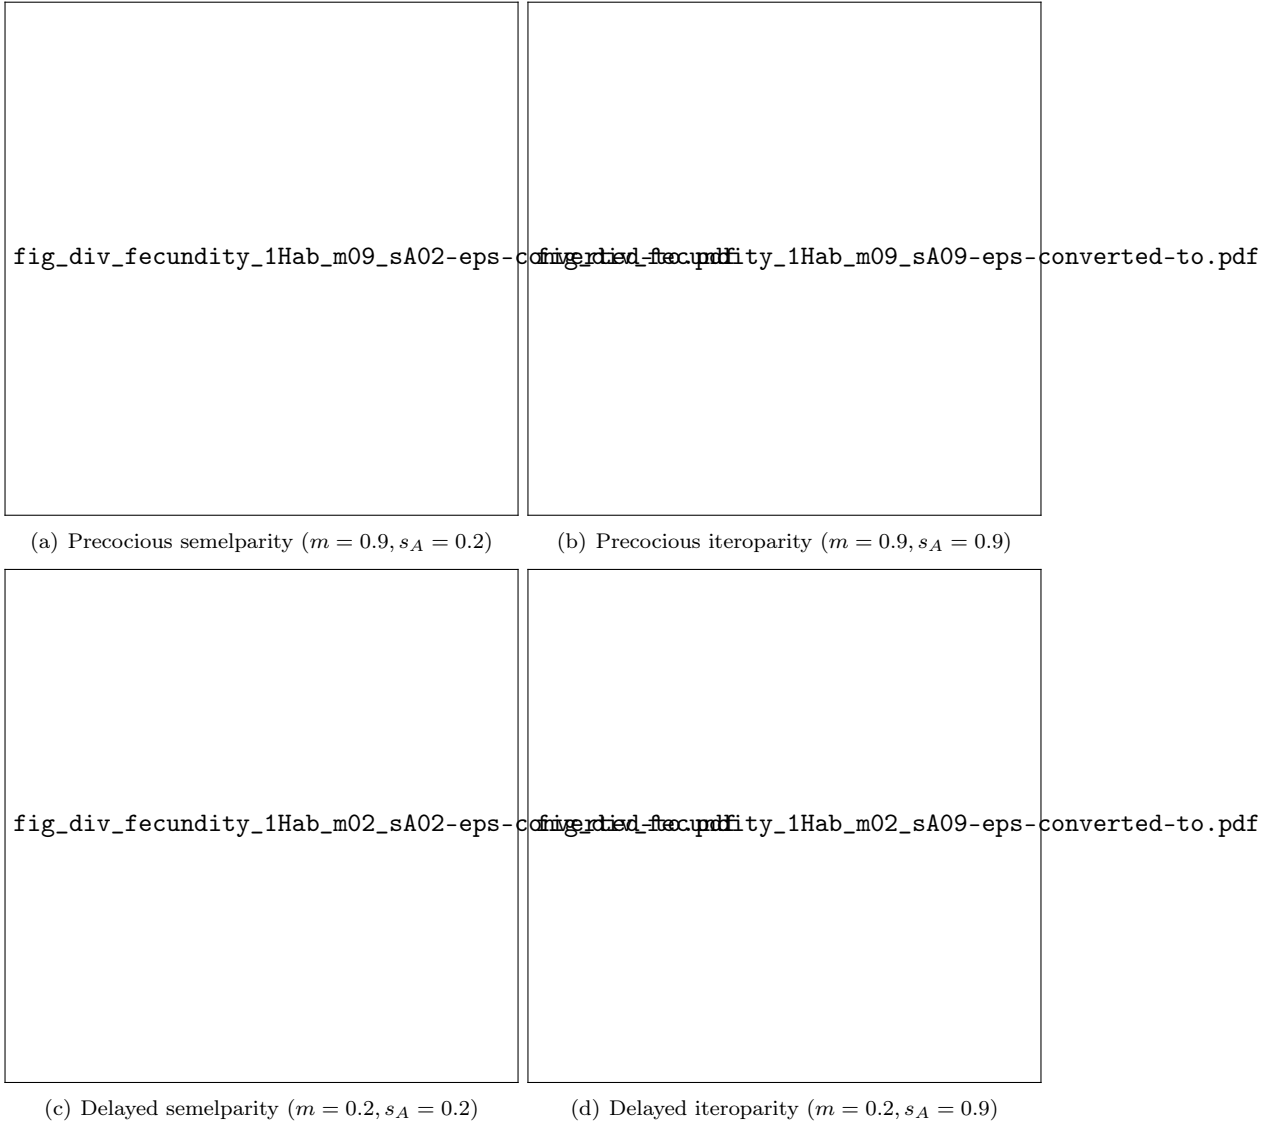 fig_div_fecundity_1Hab_m09_sA02-eps-converted-to.pdf
fig_div_fecundity_1Hab_m09_sA09-eps-converted-to.pdf
(a) Precocious semelparity (m = 0.9, s_A = 0.2)
(b) Precocious iteroparity (m = 0.9, s_A = 0.9)
fig_div_fecundity_1Hab_m02_sA02-eps-converted-to.pdf
fig_div_fecundity_1Hab_m02_sA09-eps-converted-to.pdf
(c) Delayed semelparity (m = 0.2, s_A = 0.2)
(d) Delayed iteroparity (m = 0.2, s_A = 0.9)